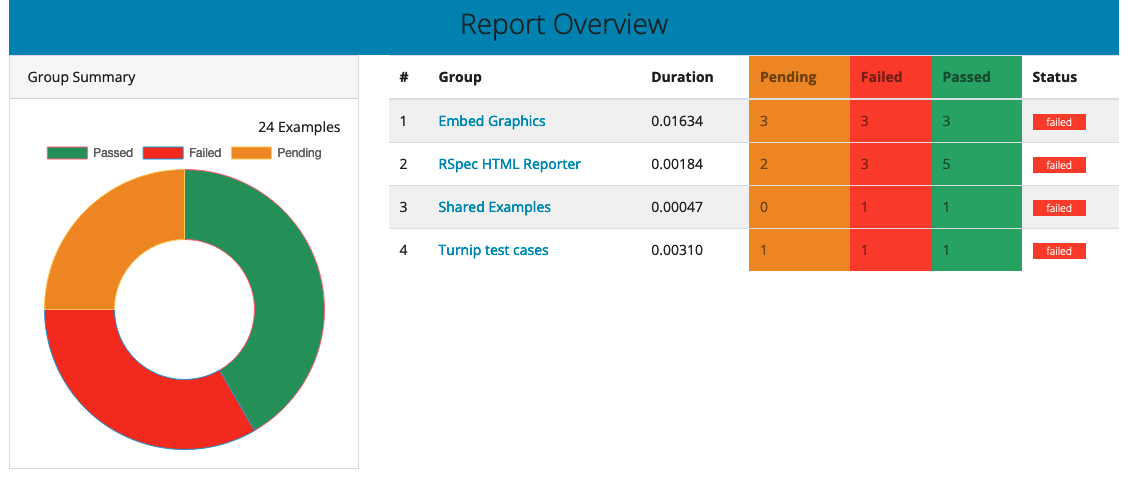 Report Overview
Group Summary
24 Examples
Passed Failed Pending
# Group Duration Pending Failed Passed Status
1 Embed Graphics 0.01634 3 3 3 failed
2 RSpec HTML Reporter 0.00184 2 3 5 failed
3 Shared Examples 0.00047 0 1 1 failed
4 Turnip test cases 0.00310 1 1 1 failed